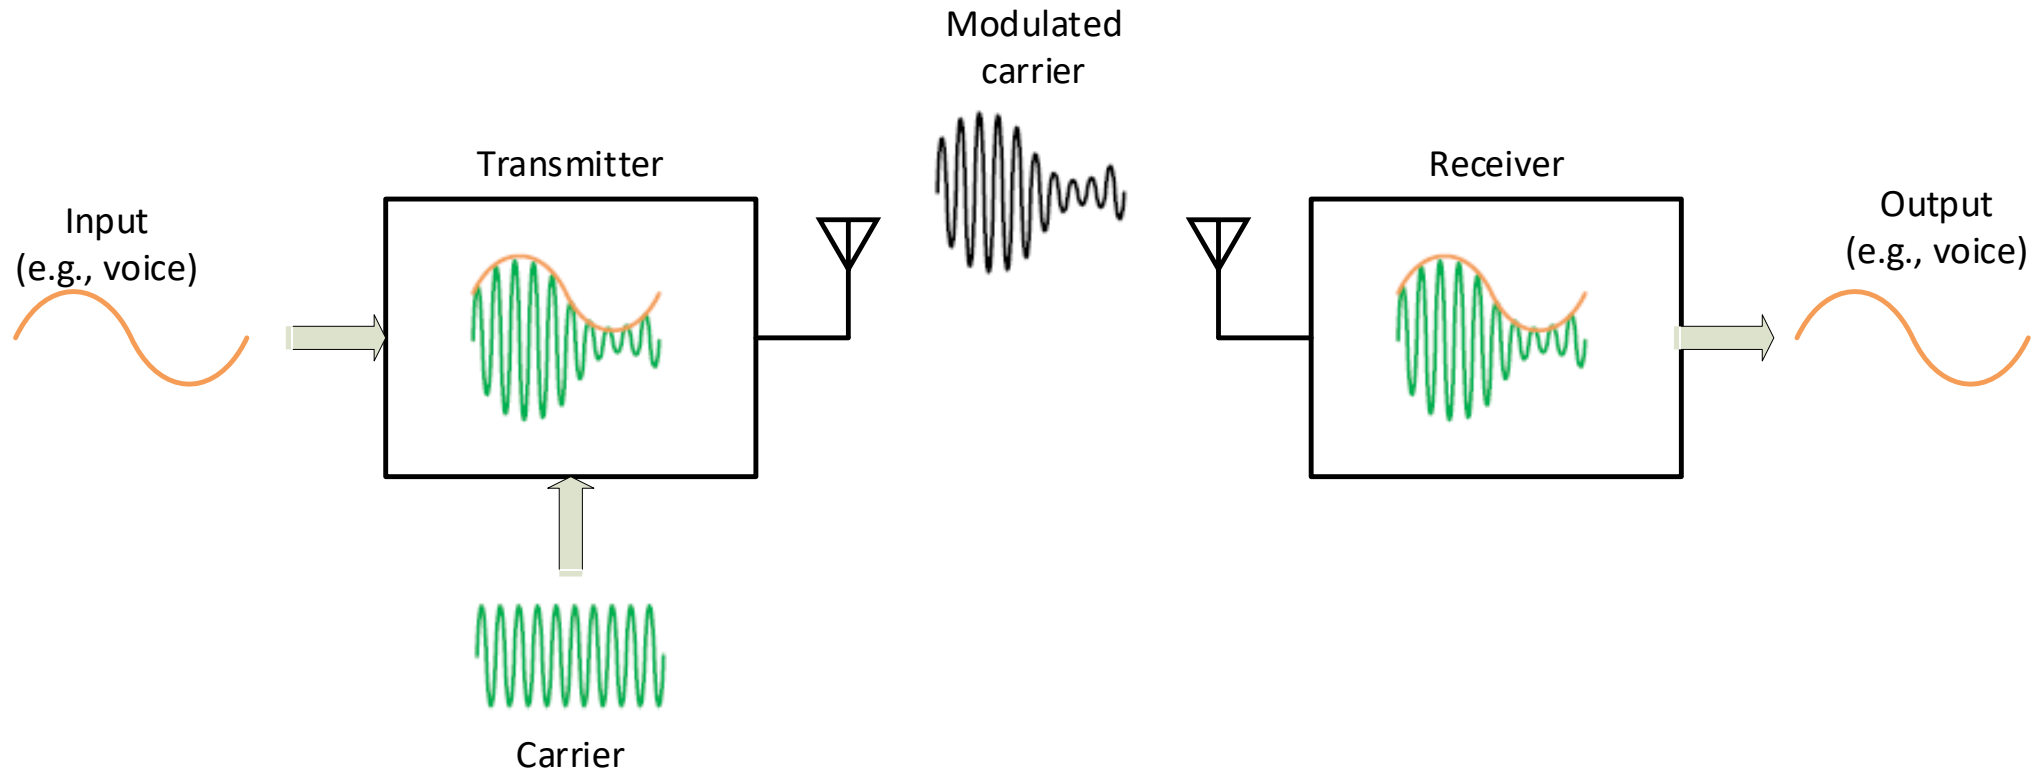 Modulated
carrier
Transmitter
Receiver
Input
(e.g., voice)
Output
(e.g., voice)
Carrier